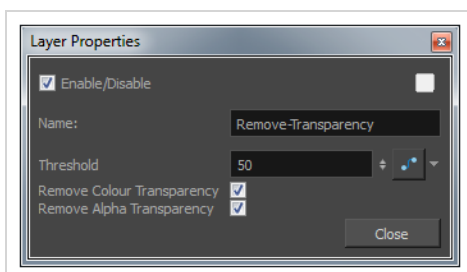 Layer Properties
Enable/Disable
Name: Remove-Transparency
Threshold 50
Remove Colour Transparency
Remove Alpha Transparency
Close